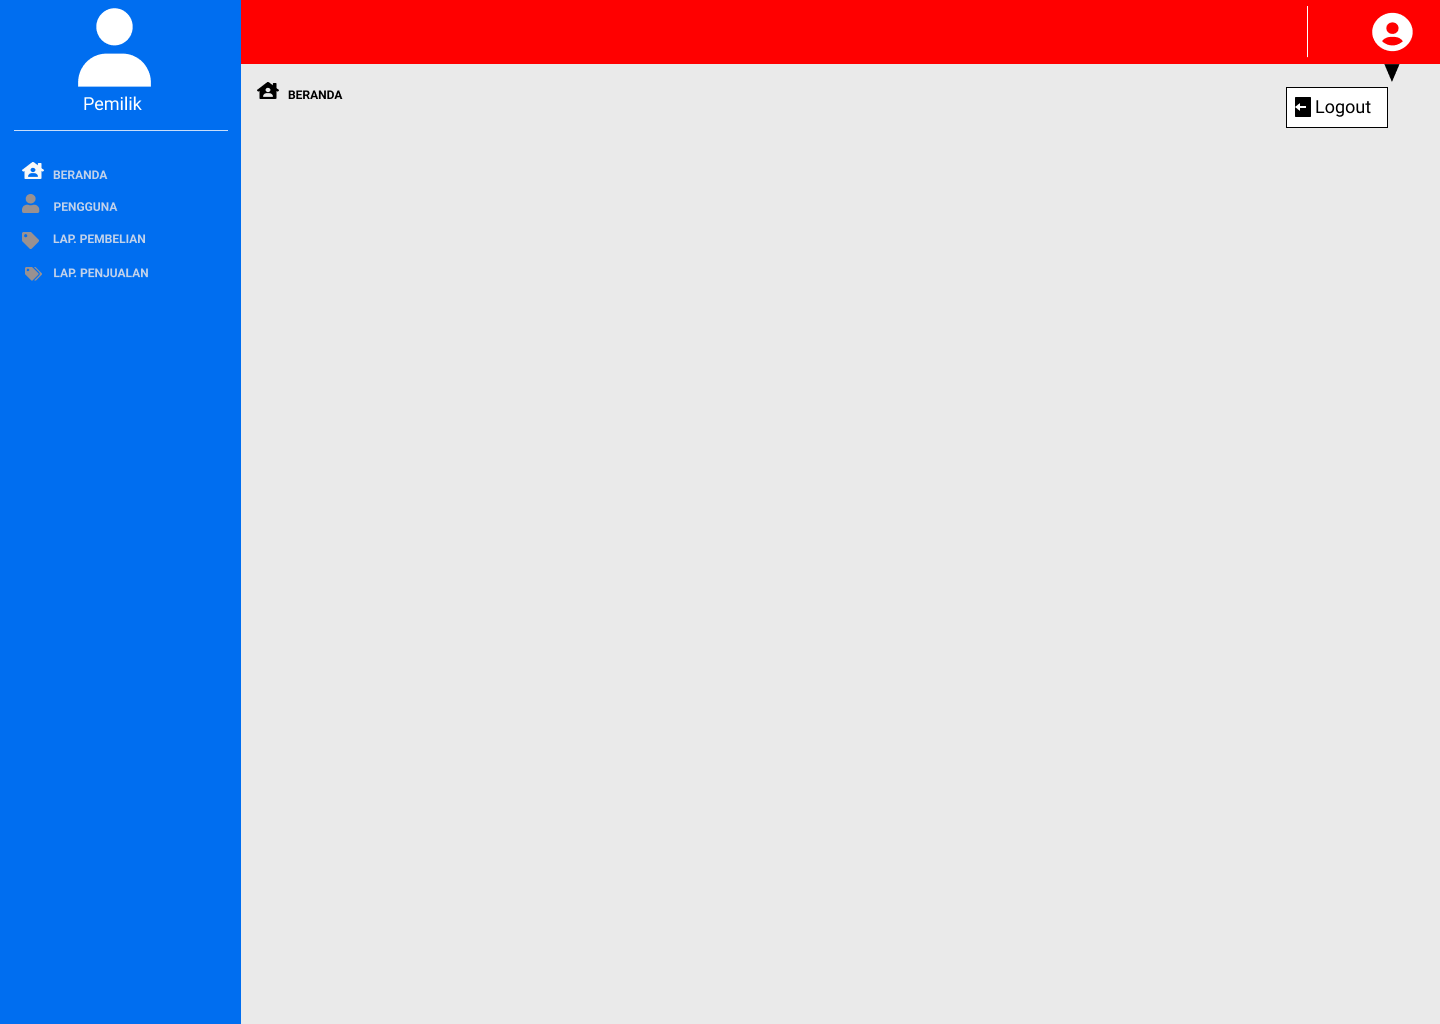 Pemilik
BERANDA
PENGGUNA
LAP. PEMBELIAN
LAP. PENJUALAN
BERANDA
Logout